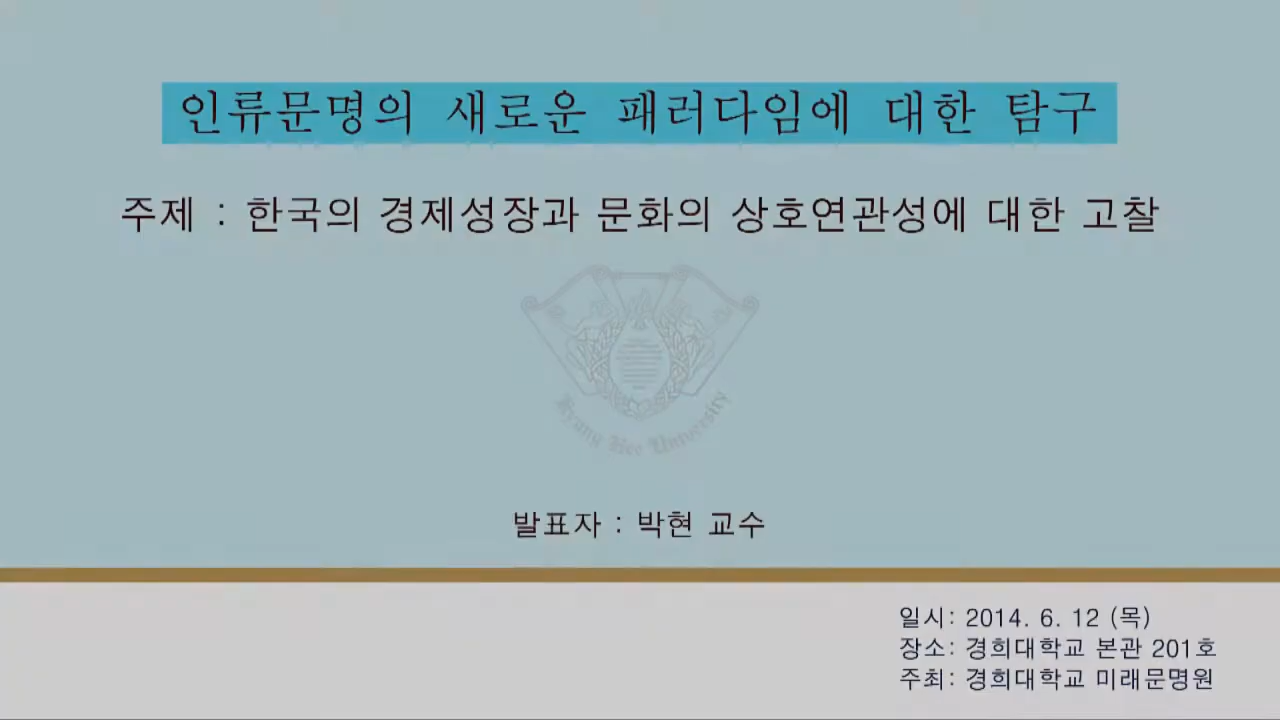 인류문명의 새로운 패러다임에 대한 탐구
주제 : 한국의 경제성장과 문화의 상호연관성에 대한 고찰
Kyung Hee University
발표자 : 박현 교수
일시: 2014. 6. 12 (목)
장소: 경희대학교 본관 201호
주최: 경희대학교 미래문명원